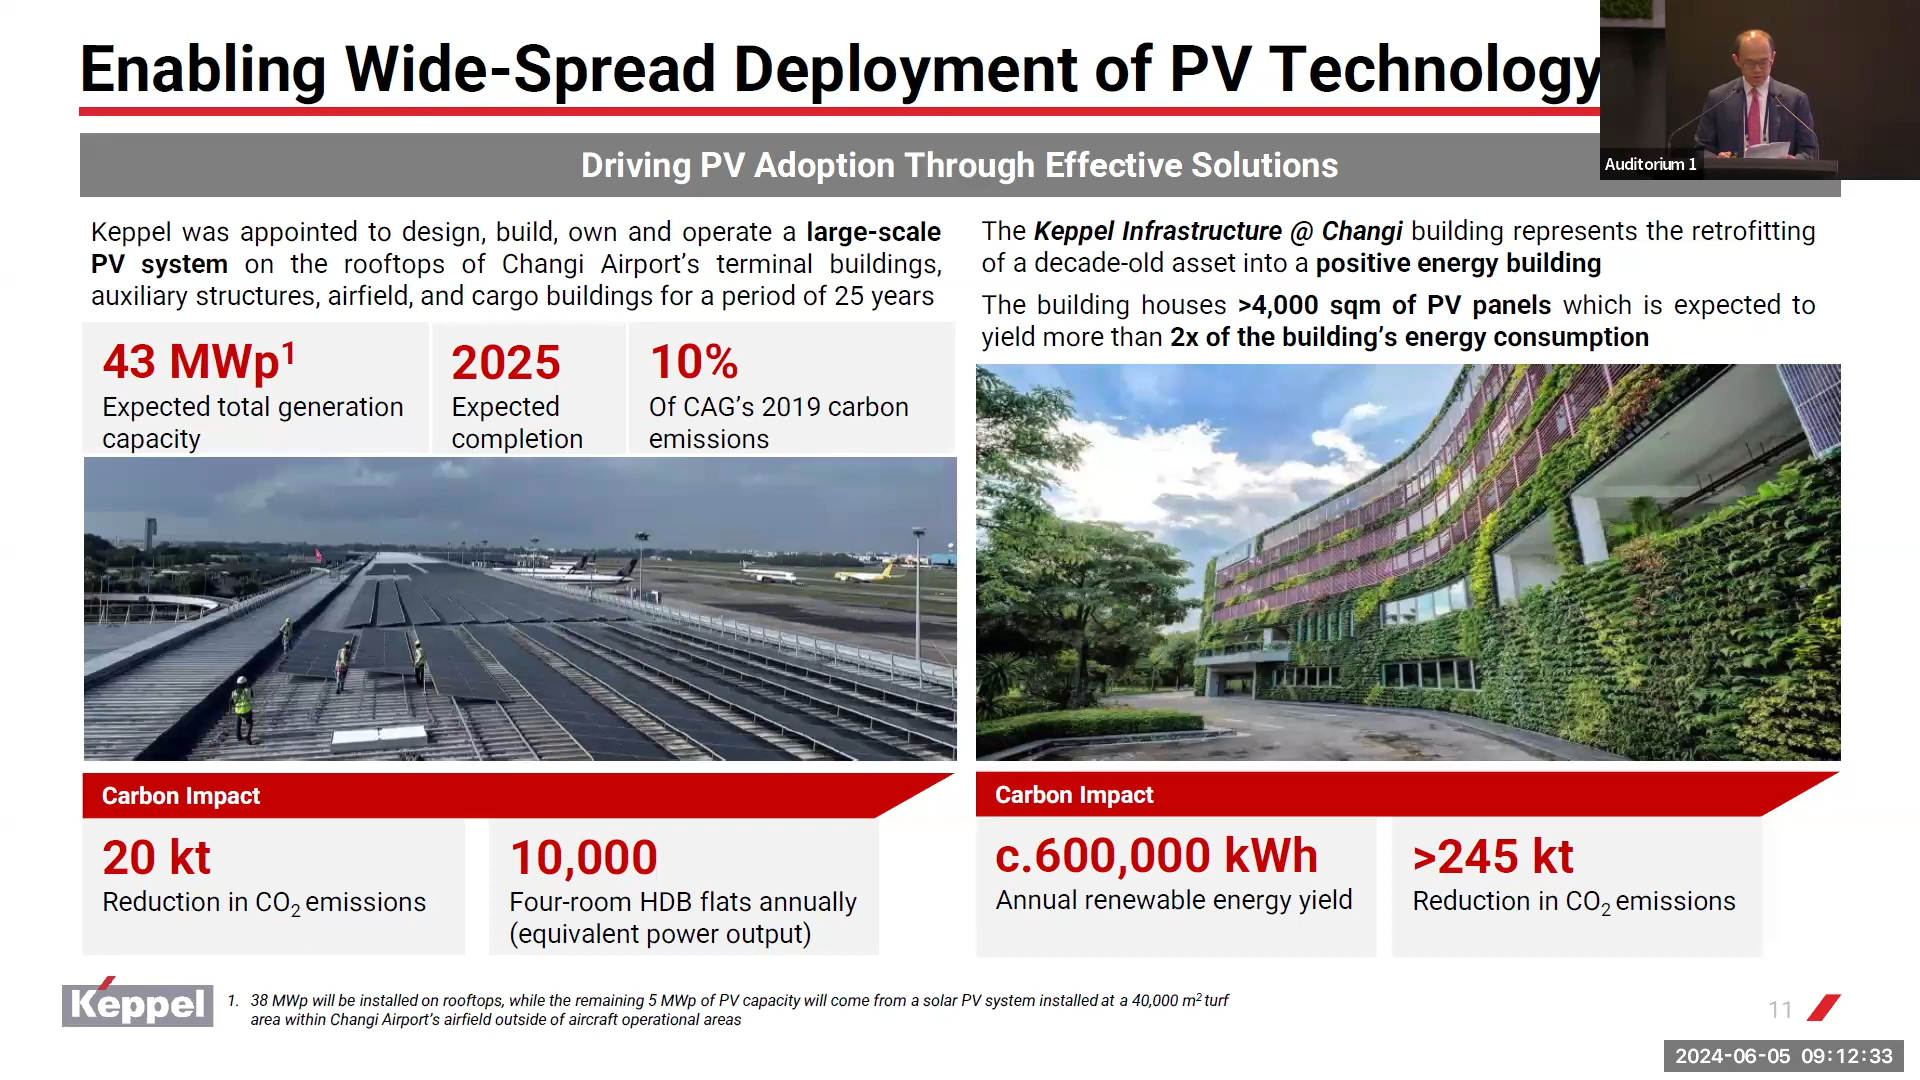 Enabling Wide-Spread Deployment of PV Technology
Auditorium 1
Driving PV Adoption Through Effective Solutions
Keppel was appointed to design, build, own and operate a large-scale
PV system on the rooftops of Changi Airport's terminal buildings,
auxiliary structures, airfield, and cargo buildings for a period of 25 years
43 MWp¹
Expected total generation
capacity
2025
Expected
completion
10%
Of CAG's 2019 carbon
emissions
Carbon Impact
20 kt
Reduction in CO₂ emissions
10,000
Four-room HDB flats annually
(equivalent power output)
The Keppel Infrastructure @ Changi building represents the retrofitting
of a decade-old asset into a positive energy building
The building houses >4,000 sqm of PV panels which is expected to
yield more than 2x of the building's energy consumption
Carbon Impact
c.600,000 kWh
Annual renewable energy yield
>245 kt
Reduction in CO₂ emissions
Keppel
1. 38 MWp will be installed on rooftops, while the remaining 5 MWp of PV capacity will come from a solar PV system installed at a 40,000 m² turf
area within Changi Airport's airfield outside of aircraft operational areas
11
2024-06-05 09:12:33